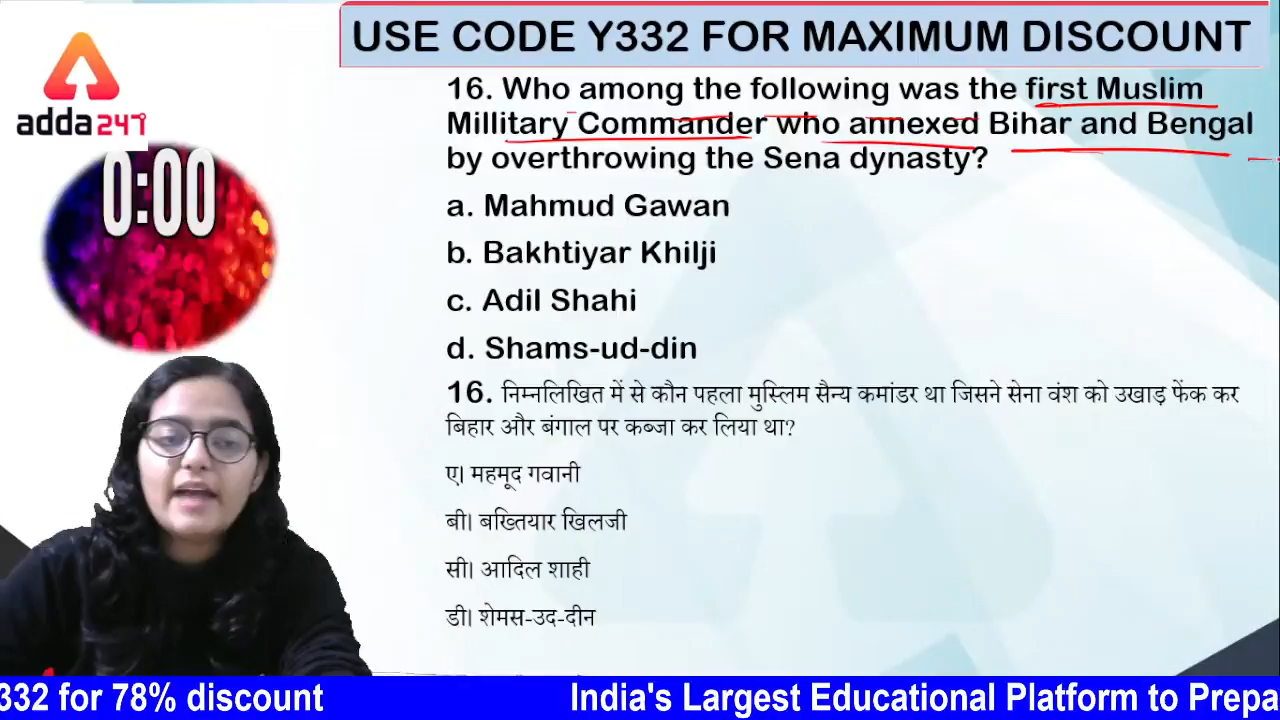 USE CODE Y332 FOR MAXIMUM DISCOUNT
adda247
0:00
16. Who among the following was the first Muslim
Millitary Commander who annexed Bihar and Bengal
by overthrowing the Sena dynasty?
a. Mahmud Gawan
b. Bakhtiyar Khilji
c. Adil Shahi
d. Shams-ud-din
16. निम्नलिखित में से कौन पहला मुस्लिम सैन्य कमांडर था जिसने सेना वंश को उखाड़ फेंक कर
बिहार और बंगाल पर कब्जा कर लिया था?
ए। महमूद गवानी
बी। बख्तियार खिलजी
सी। आदिल शाही
डी। शेमस-उद-दीन
332 for 78% discount India's Largest Educational Platform to Prepa